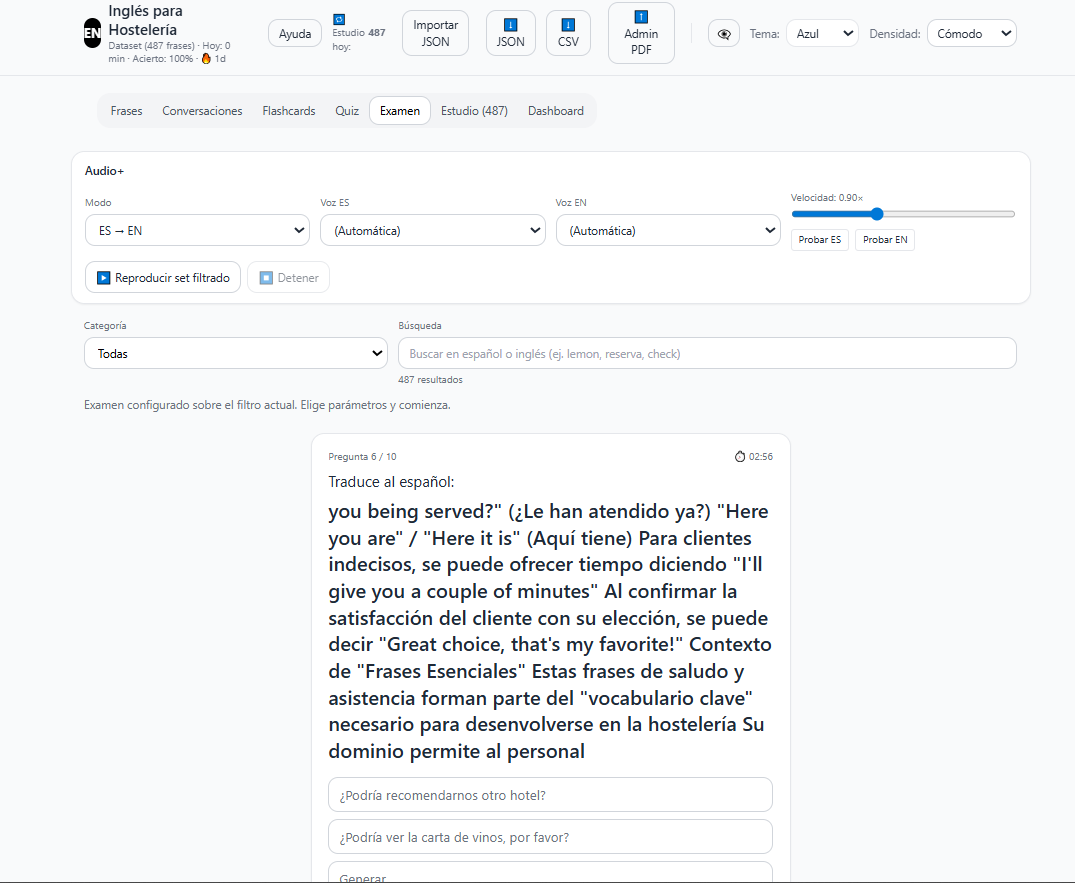 EN
Inglés para
Hostelería
Dataset (487 frases) · Hoy: 0
min · Acierto: 100% · 🔥 1d
Ayuda
Estudio 487
hoy:
Importar
JSON
JSON
CSV
Admin
PDF
Tema:
Azul
Densidad:
Cómodo
Frases
Conversaciones
Flashcards
Quiz
Examen
Estudio (487)
Dashboard
Audio+
Modo
ES → EN
Voz ES
(Automática)
Voz EN
(Automática)
Velocidad: 0.90×
Probar ES
Probar EN
Reproducir set filtrado
Detener
Categoría
Todas
Búsqueda
Buscar en español o inglés (ej. lemon, reserva, check)
487 resultados
Examen configurado sobre el filtro actual. Elige parámetros y comienza.
Pregunta 6 / 10
02:56
Traduce al español:
you being served?" (¿Le han atendido ya?) "Here
you are" / "Here it is" (Aquí tiene) Para clientes
indecisos, se puede ofrecer tiempo diciendo "I'll
give you a couple of minutes" Al confirmar la
satisfacción del cliente con su elección, se puede
decir "Great choice, that's my favorite!" Contexto
de "Frases Esenciales" Estas frases de saludo y
asistencia forman parte del "vocabulario clave"
necesario para desenvolverse en la hostelería Su
dominio permite al personal
¿Podría recomendarnos otro hotel?
¿Podría ver la carta de vinos, por favor?
Generar